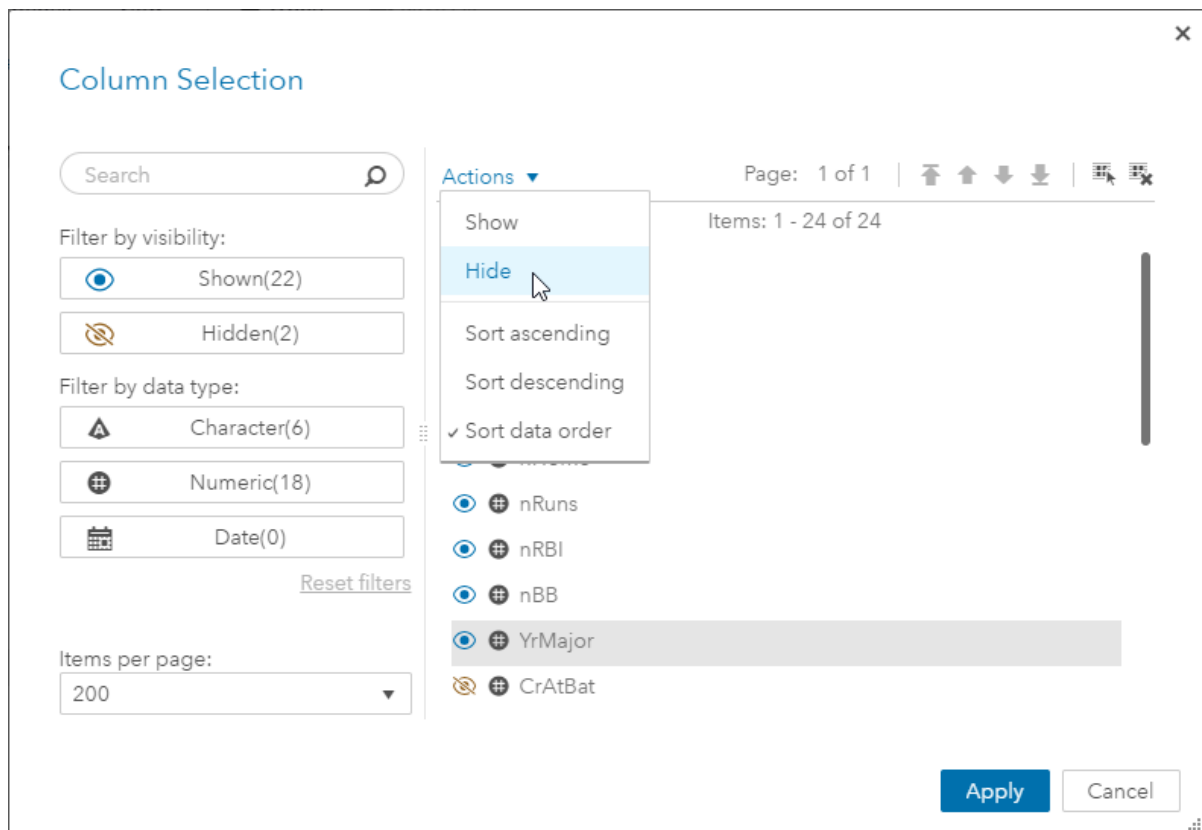 Column Selection
Search
Filter by visibility:
Shown(22)
Hidden(2)
Filter by data type:
Character(6)
Numeric(18)
Date(0)
Reset filters
Items per page:
200
Actions
Page: 1 of 1
Items: 1 - 24 of 24
Show
Hide
Sort ascending
Sort descending
Sort data order
nRuns
nRBI
nBB
YrMajor
CrAtBat
Apply
Cancel